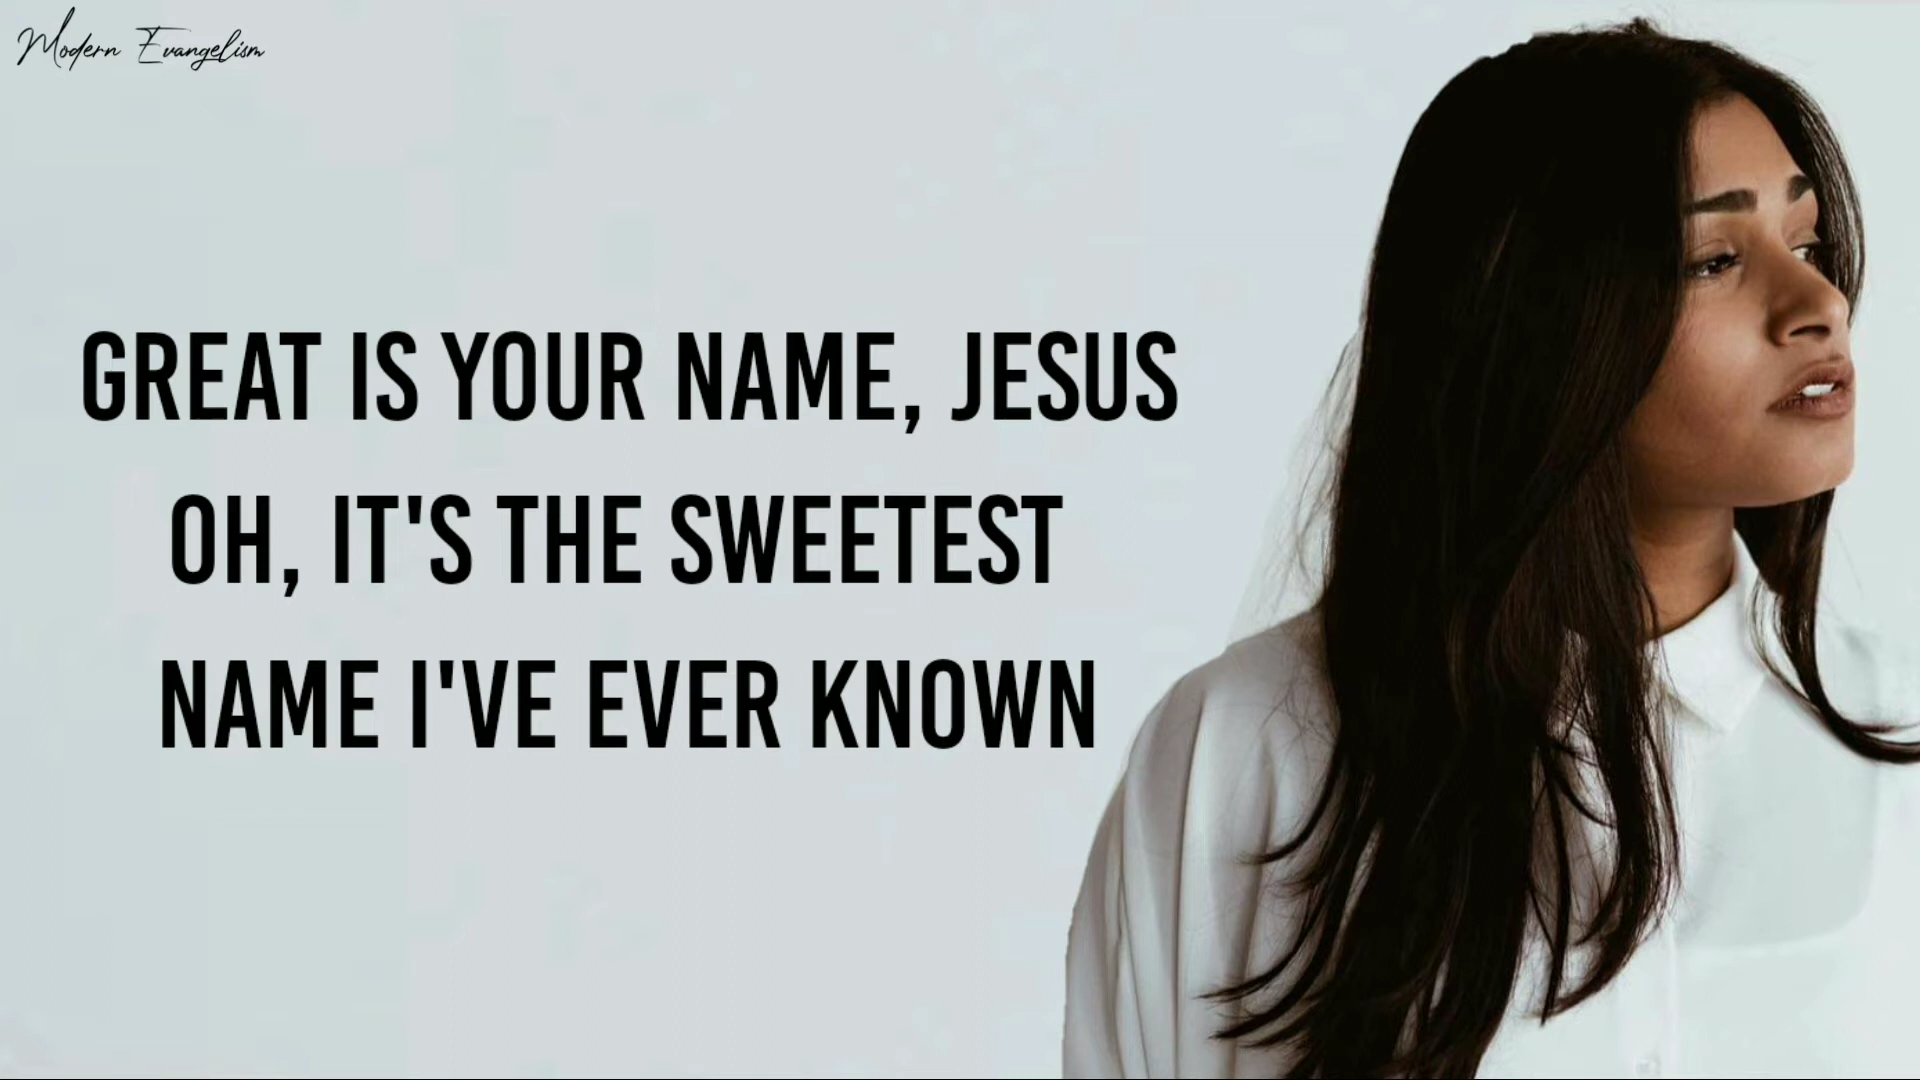 Modern Evangelism
GREAT IS YOUR NAME, JESUS
OH, IT'S THE SWEETEST
NAME I'VE EVER KNOWN